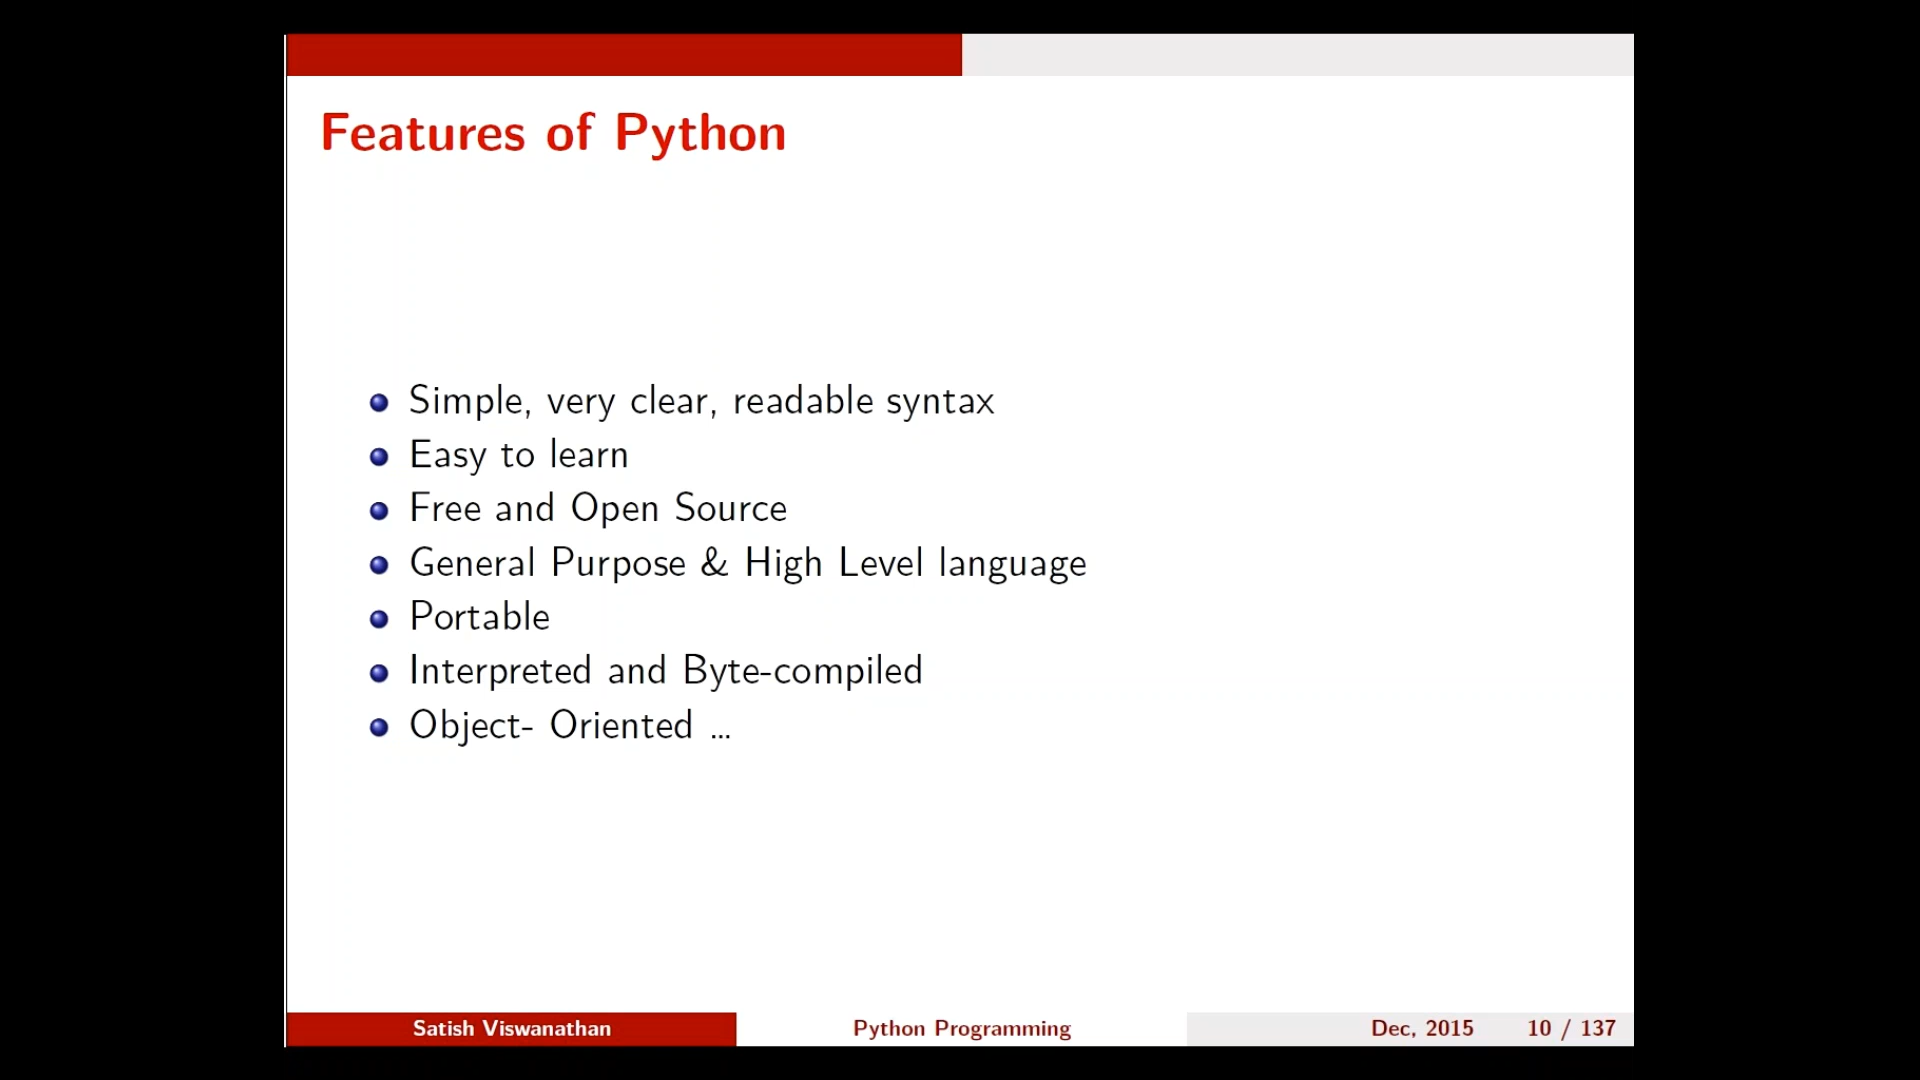 Features of Python
Simple, very clear, readable syntax
Easy to learn
Free and Open Source
General Purpose & High Level language
Portable
Interpreted and Byte-compiled
Object- Oriented ...
Satish Viswanathan Python Programming Dec, 2015 10 / 137